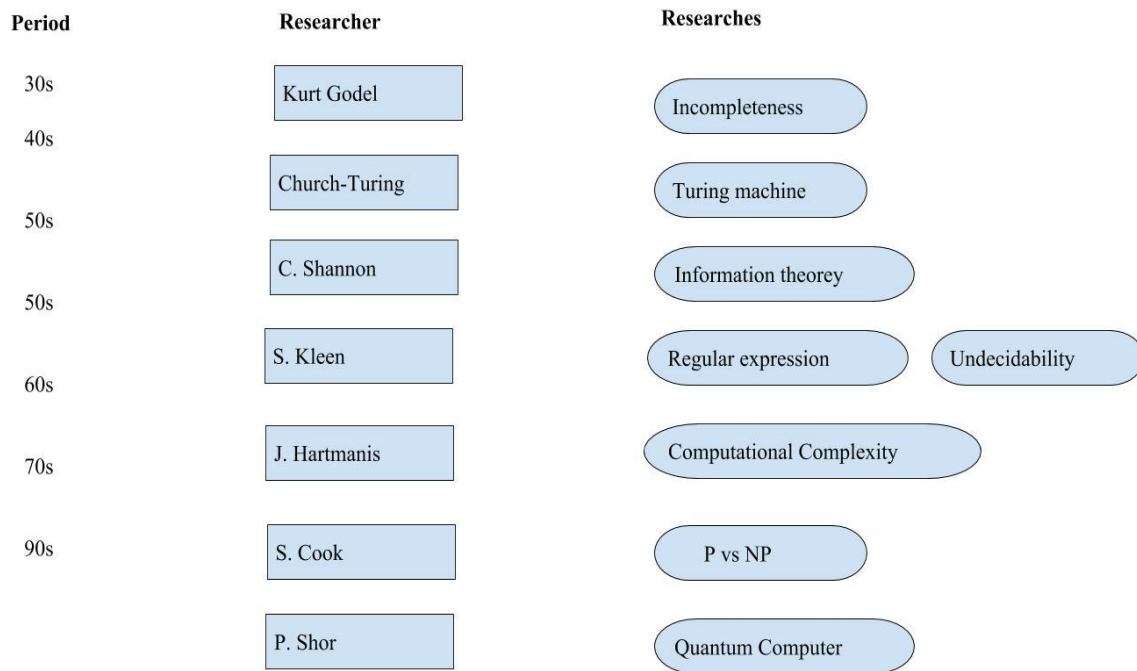 Period
Researcher
Researches
30s
Kurt Godel
Incompleteness
40s
Church-Turing
Turing machine
50s
C. Shannon
Information theorey
50s
S. Kleen
Regular expression
Undecidability
60s
J. Hartmanis
Computational Complexity
70s
90s
S. Cook
P vs NP
P. Shor
Quantum Computer